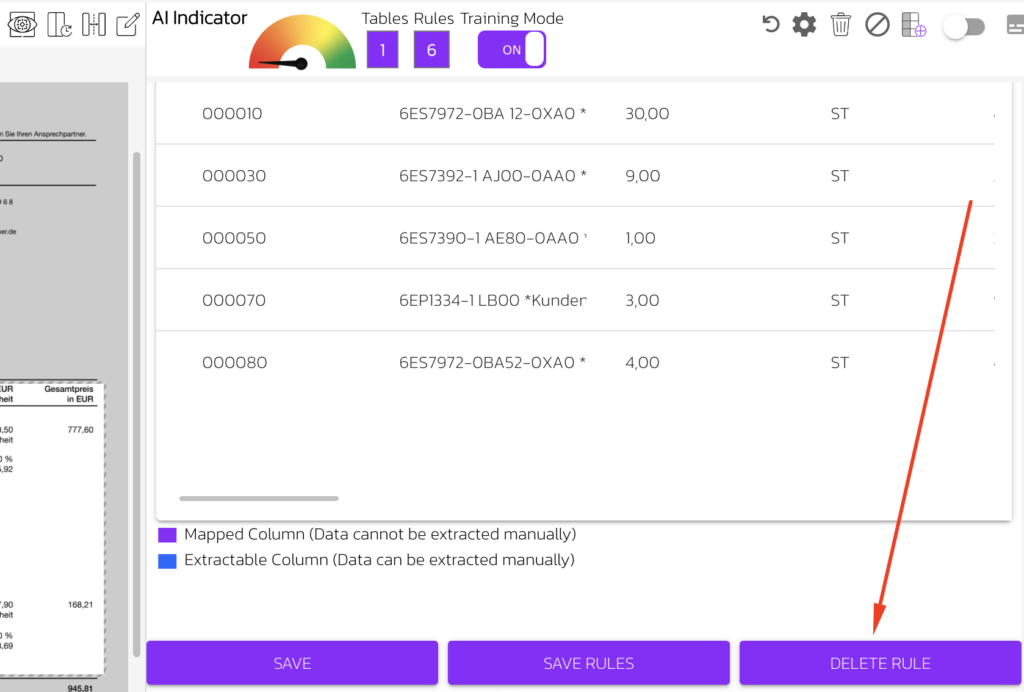 AI Indicator
Tables Rules Training Mode
1
6
ON
000010 6ES7972-0BA 12-0XA0 * 30,00 ST
000030 6ES7392-1 AJ00-0AA0 * 9,00 ST
000050 6ES7390-1 AE80-0AA0 * 1,00 ST
000070 6EP1334-1 LB00 *Kunden 3,00 ST
000080 6ES7972-0BA52-0XA0 * 4,00 ST
Mapped Column (Data cannot be extracted manually)
Extractable Column (Data can be extracted manually)
SAVE
SAVE RULES
DELETE RULE
n Sie Ihren Ansprechpartner.
0
0 6 8
er.de
EUR Gesamtpreis
heit in EUR
,50 777,60
heit
0 %
,92
,90 168,21
heit
0 %
,69
945,81